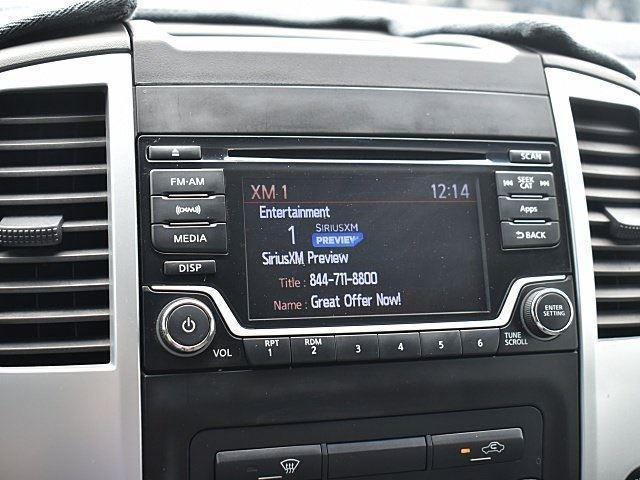 SCAN
FM·AM
XM 1 12:14
SEEK
CAT
Entertainment
(((XM)))
1 SIRIUSXM
PREVIEW
Apps
MEDIA
BACK
SiriusXM Preview
DISP
Title : 844-711-8800
Name : Great Offer Now!
ENTER
SETTING
VOL
RPT
1
RDM
2
3
4
5
6
TUNE
SCROLL